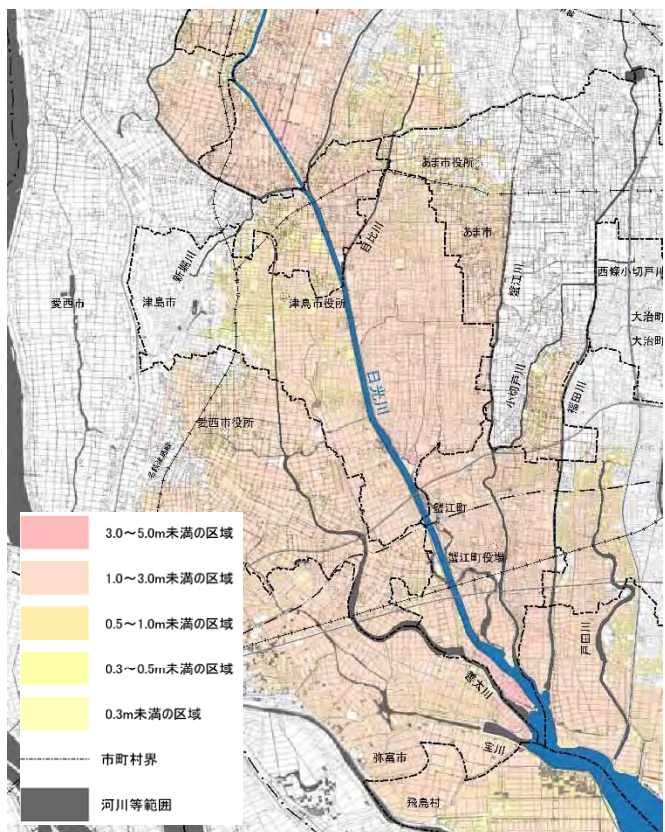 あま市役所
あま市
目比川
蟹江川
新堀川
西條小切戸川
愛西市
津島市
津島市役所
大治町
大治町
日光川
小切戸川
福田川
愛西市役所
蟹江町
蟹江町役場
戸田川
善太川
宝川
弥富市
飛島村
3.0～5.0m未満の区域
1.0～3.0m未満の区域
0.5～1.0m未満の区域
0.3～0.5m未満の区域
0.3m未満の区域
市町村界
河川等範囲